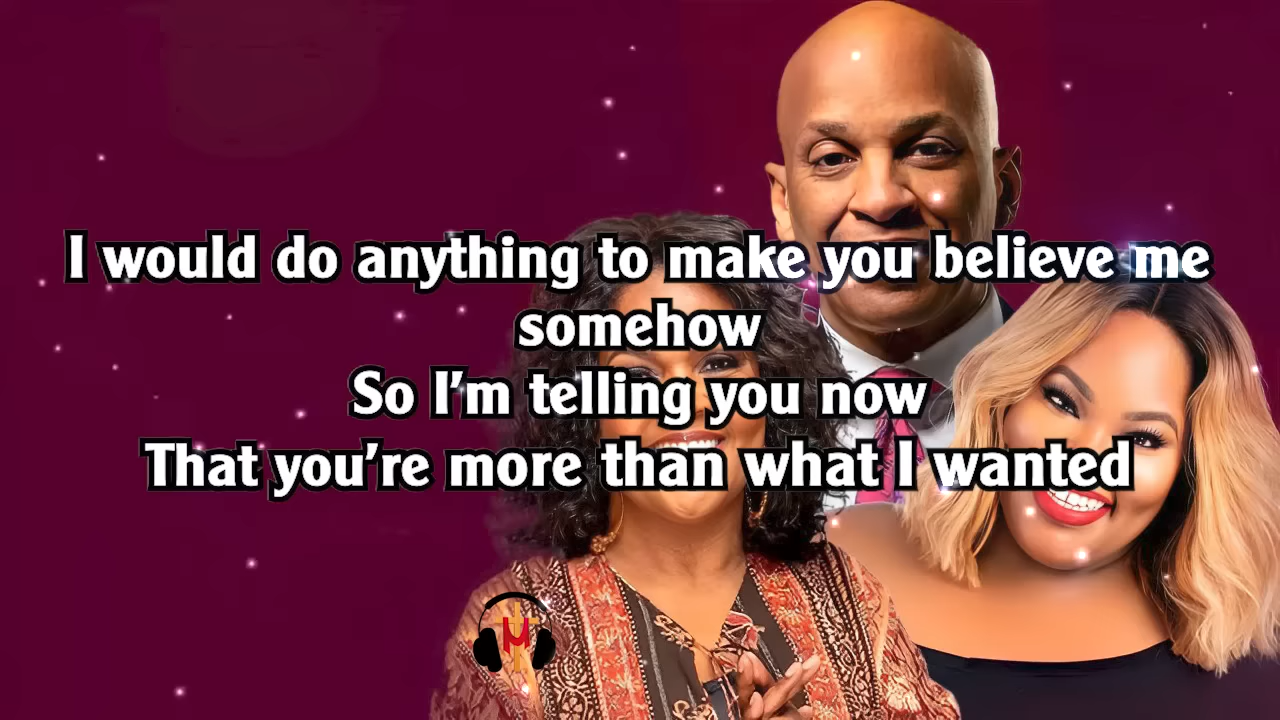 I would do anything to make you believe me
somehow
So I'm telling you now
That you're more than what I wanted